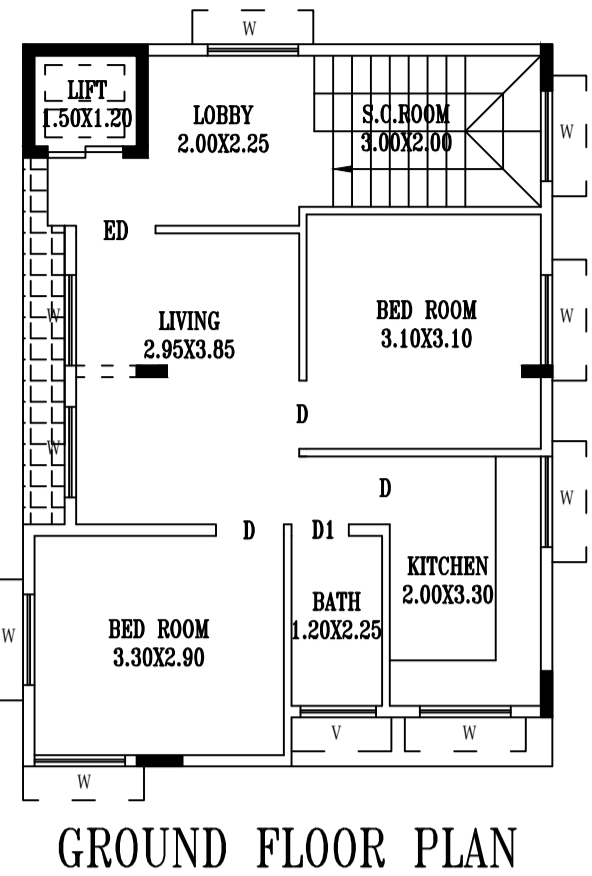 W
LIFT
1.50X1.20
LOBBY
2.00X2.25
S.C.ROOM
3.00X2.00
W
ED
LIVING
2.95X3.85
BED ROOM
3.10X3.10
W
W
D
W
D
W
D
D1
KITCHEN
2.00X3.30
BATH
1.20X2.25
BED ROOM
3.30X2.90
W
V
W
W
GROUND FLOOR PLAN